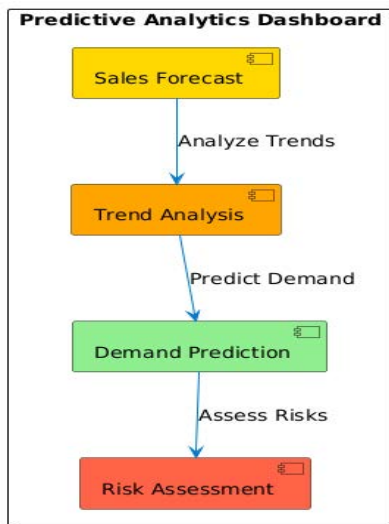 Predictive Analytics Dashboard
Sales Forecast
Analyze Trends
Trend Analysis
Predict Demand
Demand Prediction
Assess Risks
Risk Assessment